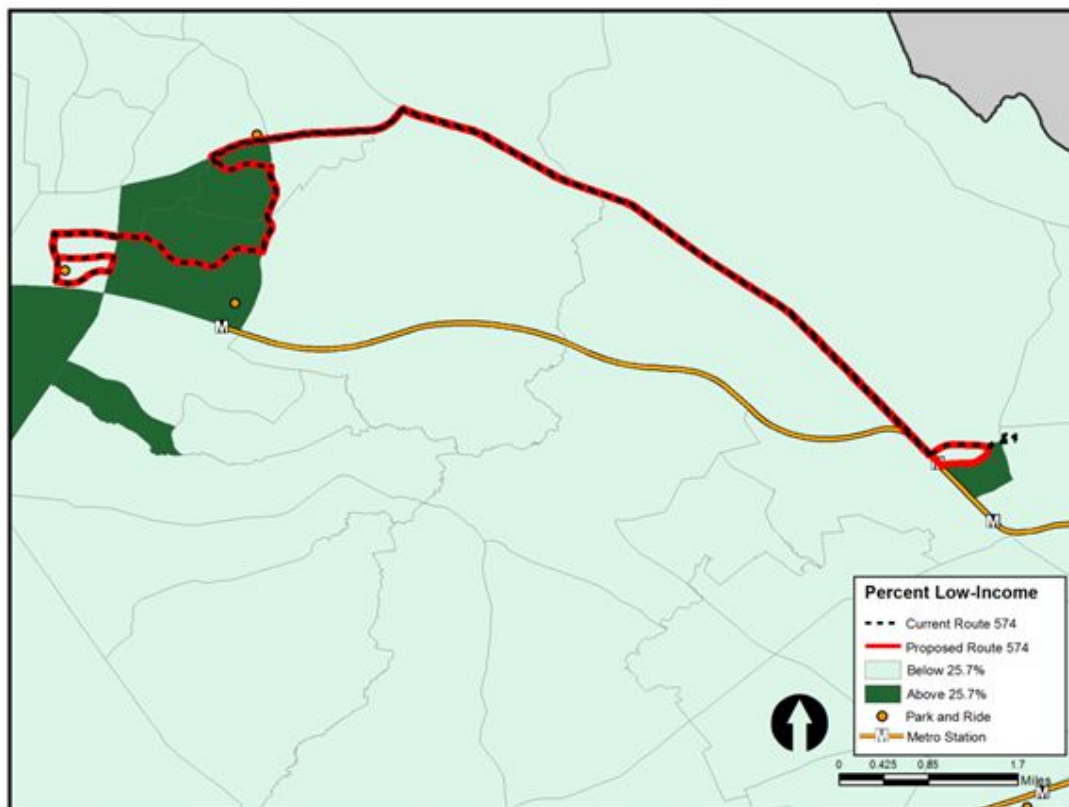 M
M
M
Percent Low-Income
Current Route 574
Proposed Route 574
Below 25.7%
Above 25.7%
Park and Ride
M Metro Station
0 0.425 0.85 1.7
Miles
M